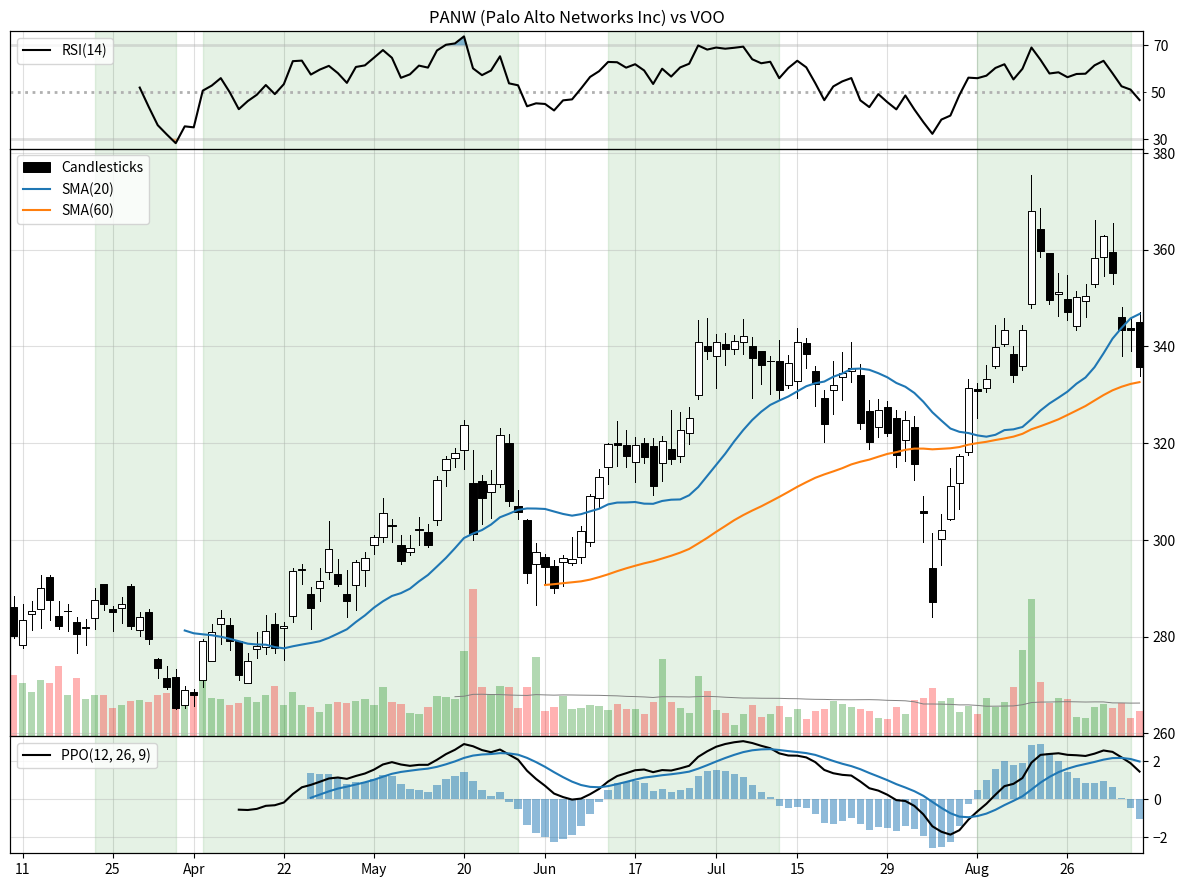 PANW (Palo Alto Networks Inc) vs VOO
RSI(14)
70
50
30
Candlesticks
SMA(20)
SMA(60)
380
360
340
320
300
280
260
PPO(12, 26, 9)
2
0
−2
11 25 Apr 22 May 20 Jun 17 Jul 15 29 Aug 26